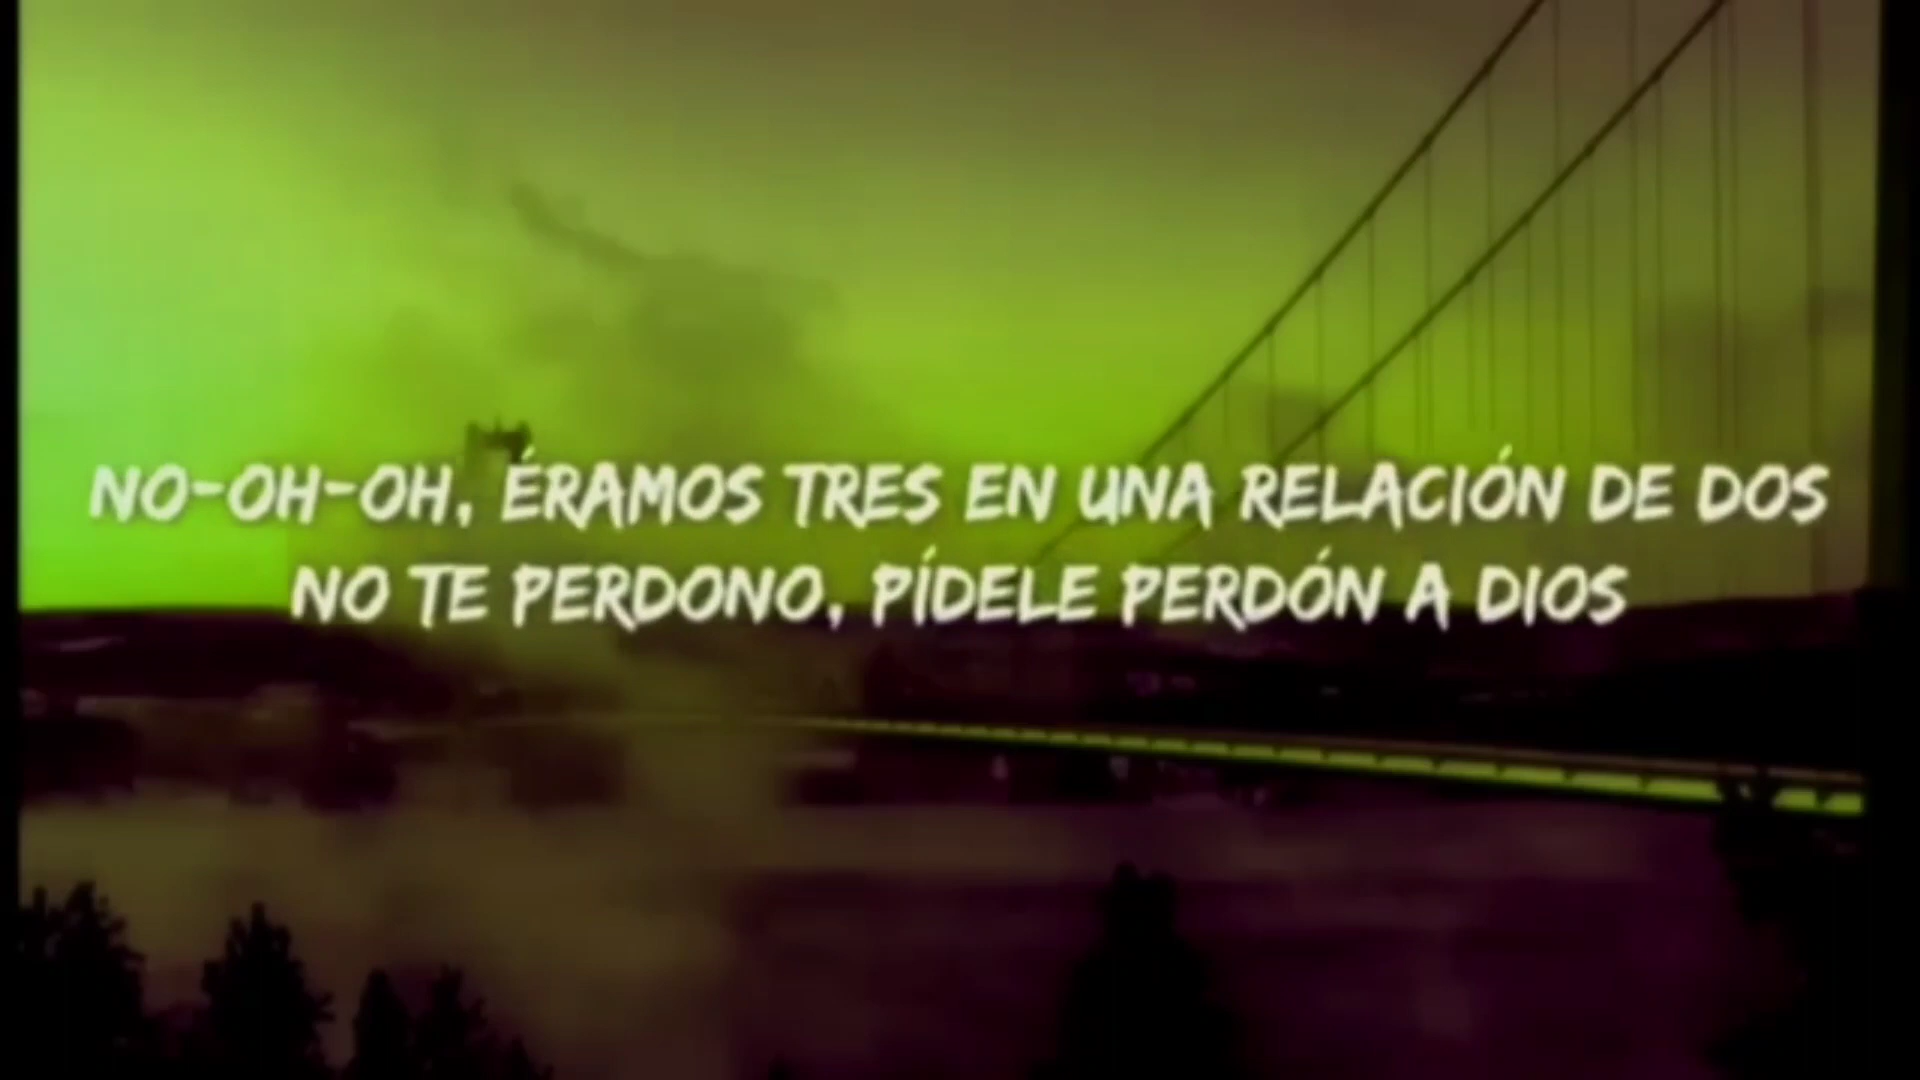 NO-OH-OH, ÉRAMOS TRES EN UNA RELACIÓN DE DOS
NO TE PERDONO, PÍDELE PERDÓN A DIOS